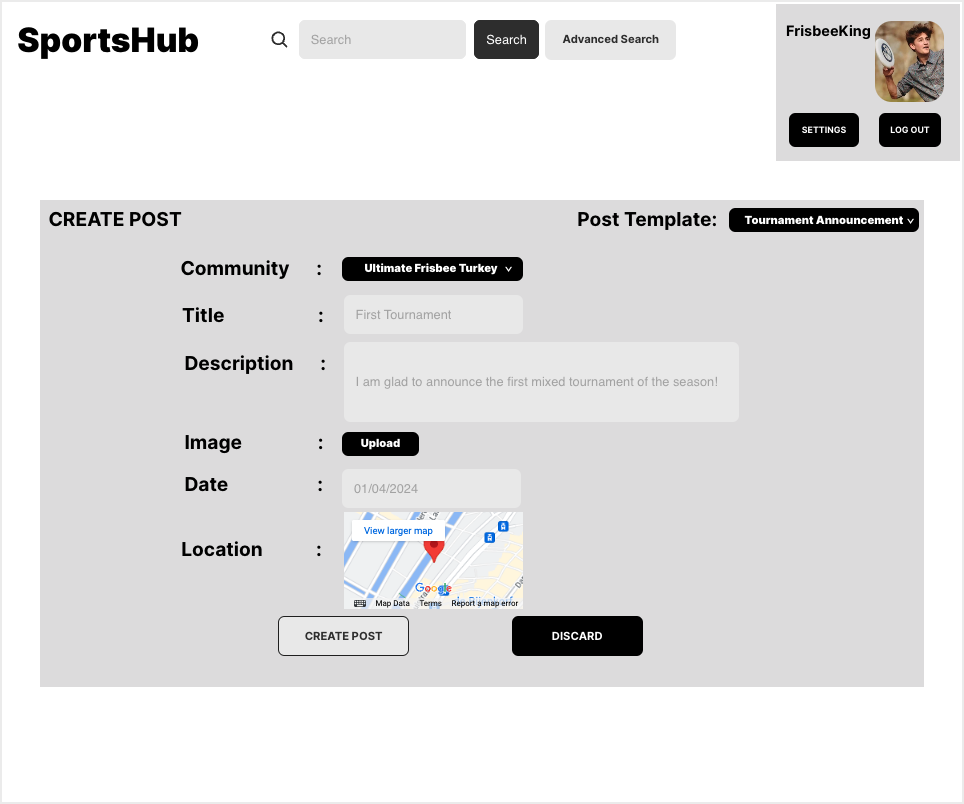 SportsHub
Search
Search
Advanced Search
FrisbeeKing
SETTINGS
LOG OUT
CREATE POST
Post Template:
Tournament Announcement
Community :
Ultimate Frisbee Turkey
Title :
First Tournament
Description :
I am glad to announce the first mixed tournament of the season!
Image :
Upload
Date :
01/04/2024
Location :
View larger map
Google
Map Data
Terms
Report a map error
CREATE POST
DISCARD